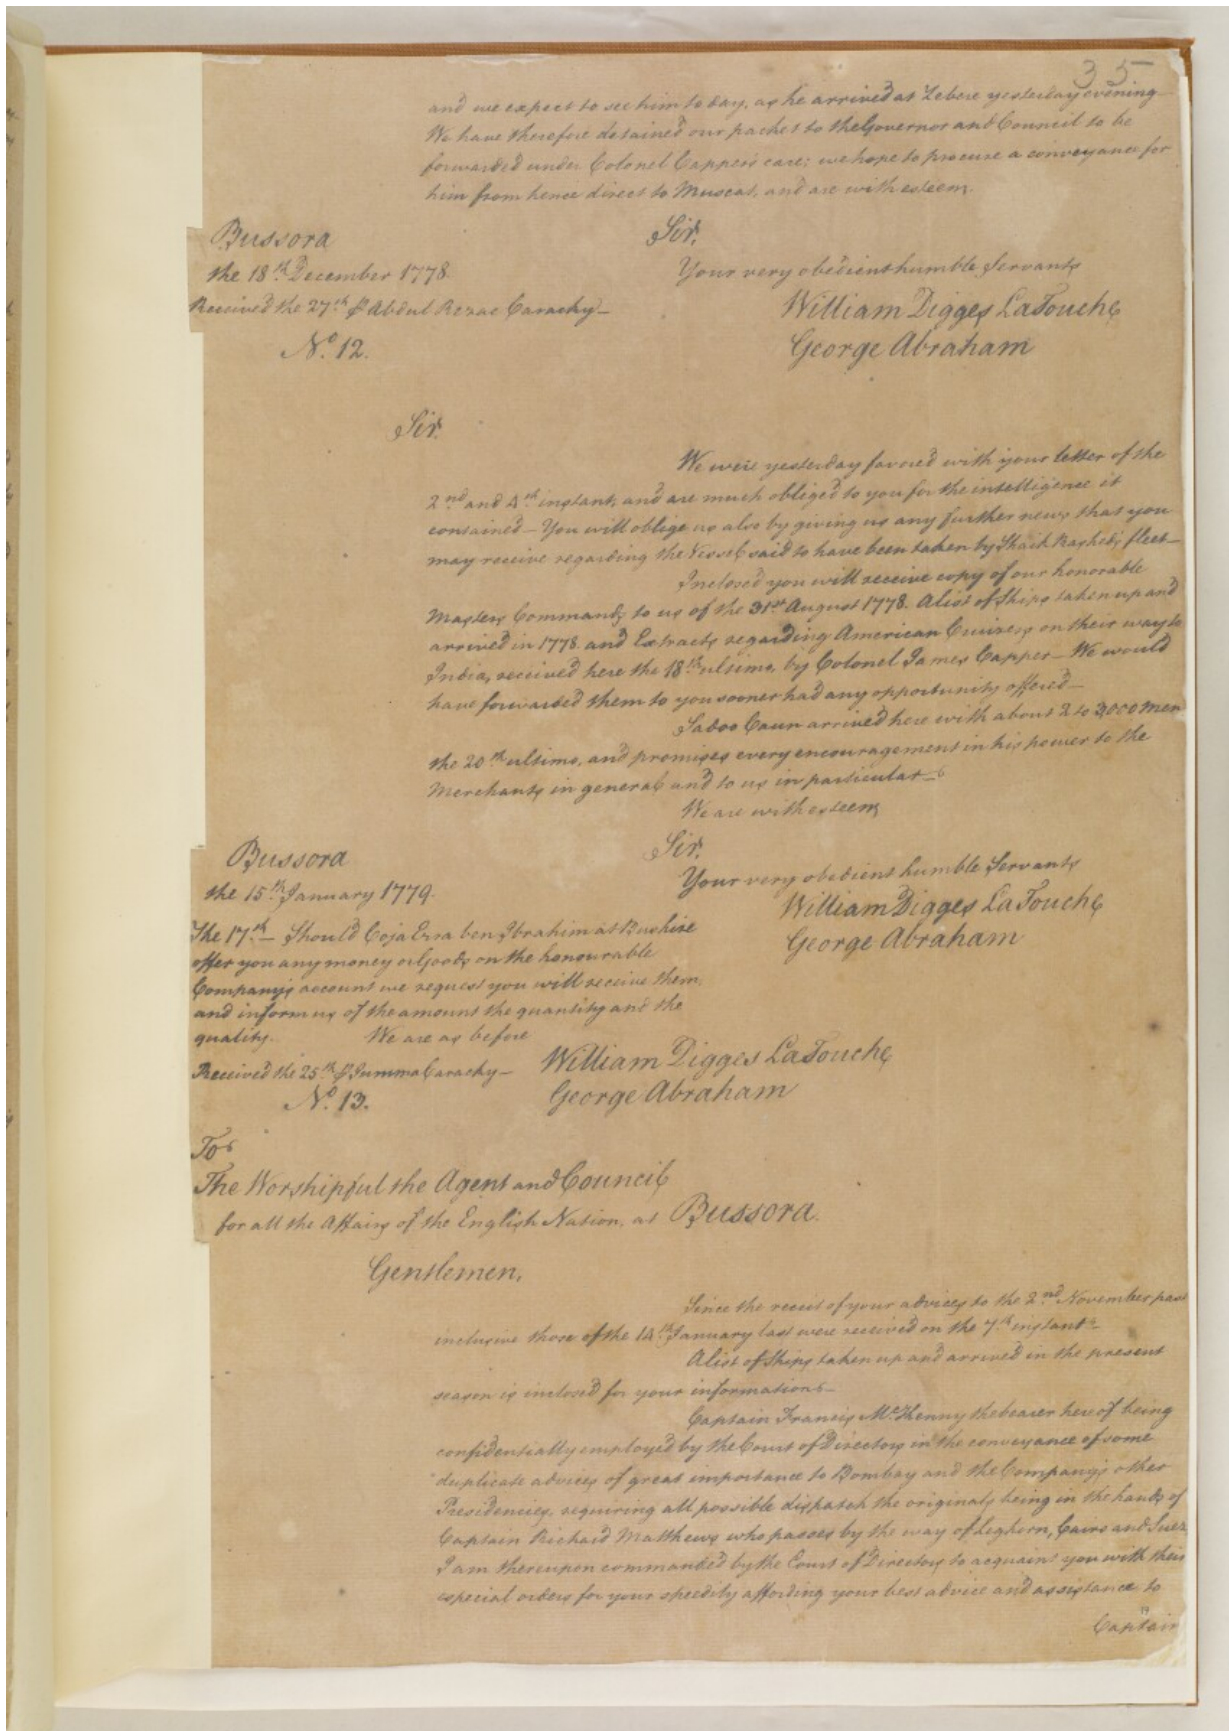 35
and we expect to see him to day, as he arrived at Zebere yesterday evening
We have therefore detained our packet to the Governor and Council to be
forwarded under Colonel Capper's care; we hope to procure a conveyance for
him from hence direct to Muscat, and are with esteem.
Sir,
Bussora
the 18th December 1778.
Your very obedient humble Servants
Received the 27th P Abdul Rezac Carachy—
William Digges LaTouche
No. 12.
George Abraham
Sir.
We were yesterday favored with your letter of the
2nd and 4th instant, and are much obliged to you for the intelligence it
contained — You will oblige us also by giving us any further news that you
may receive regarding the Vessel said to have been taken by Shaik Rashed's fleet—
Inclosed you will receive copy of our honorable
Masters Commands to us of the 31st August 1778. A list of Ships taken up and
arrived in 1778 and Extracts regarding American Cruizers on their way to
India, received here the 18th ultimo, by Colonel James Capper — We would
have forwarded them to you sooner had any opportunity offered—
Sadoo Caun arrived here with about 2 to 3,000 Men
the 20th ultimo, and promises every encouragement in his power to the
Merchants in general and to us in particular—
We are with esteem
Sir,
Bussora
the 15th January 1779.
Your very obedient humble Servants
William Digges LaTouche
George Abraham
The 17th — Should Coja Essa ben Ibrahim at Bushire
offer you any money or Goods on the honourable
Company's account we request you will receive them,
and inform us of the amount the quantity and the
quality. We are as before
Received the 25th P Jumma Carachy—
William Digges LaTouche
No. 13.
George Abraham
To
The Worshipful the Agent and Council
for all the Affairs of the English Nation, at Bussora.
Gentlemen,
Since the receit of your advices to the 2nd November past
inclusive those of the 14th January last were received on the 7th instant—
A list of Ships taken up and arrived in the present
season is inclosed for your information—
Captain Francis McKenny the bearer hereof being
confidentially employed by the Court of Directors in the conveyance of some
duplicate advices of great importance to Bombay and the Company's other
Presidencies, requiring all possible dispatch the originals being in the hands of
Captain Richard Matthews who passes by the way of Leghorn, Cairo and Suez,
I am thereupon commanded by the Court of Directors to acquaint you with their
especial orders for your speedily affording your best advice and assistance to
Captain